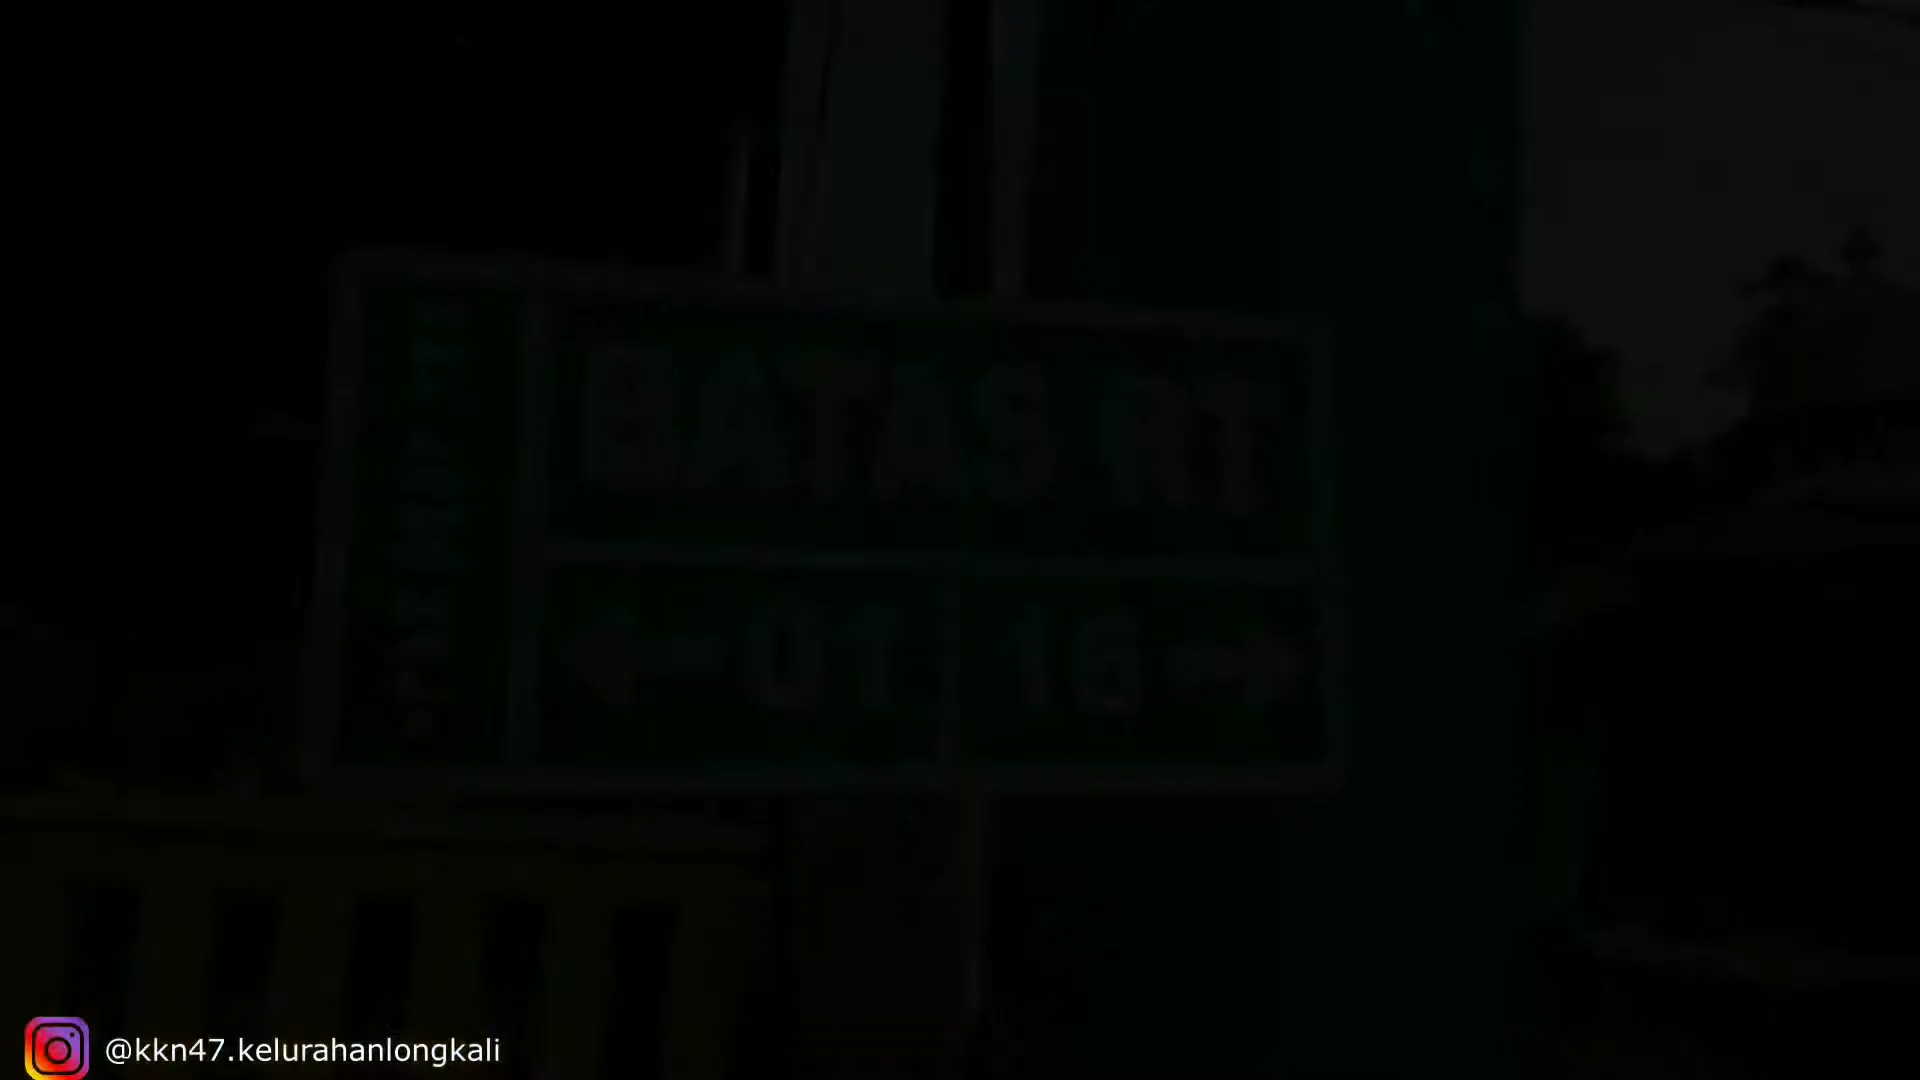 BATAS RT
← 01
16 →
@kkn47.kelurahanlongkali